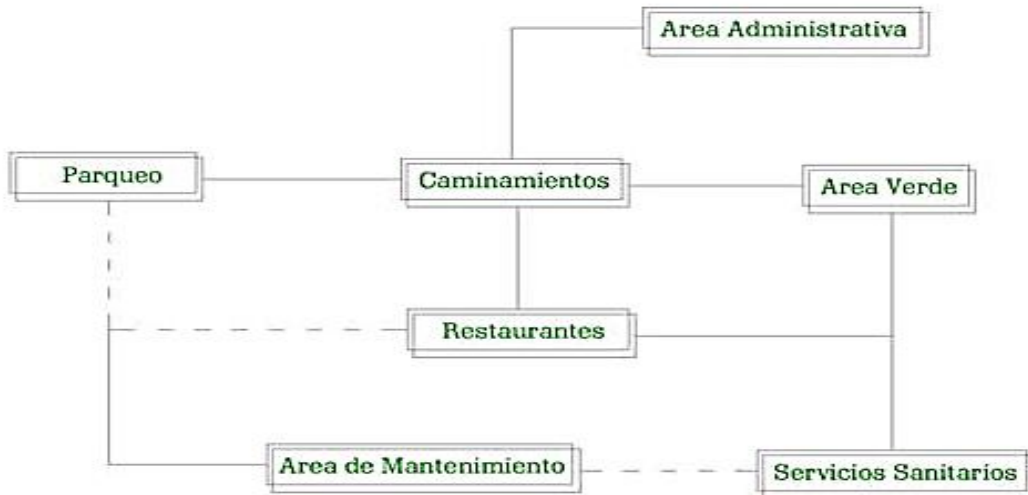 Area Administrativa
Parqueo
Caminamientos
Area Verde
Restaurantes
Area de Mantenimiento
Servicios Sanitarios